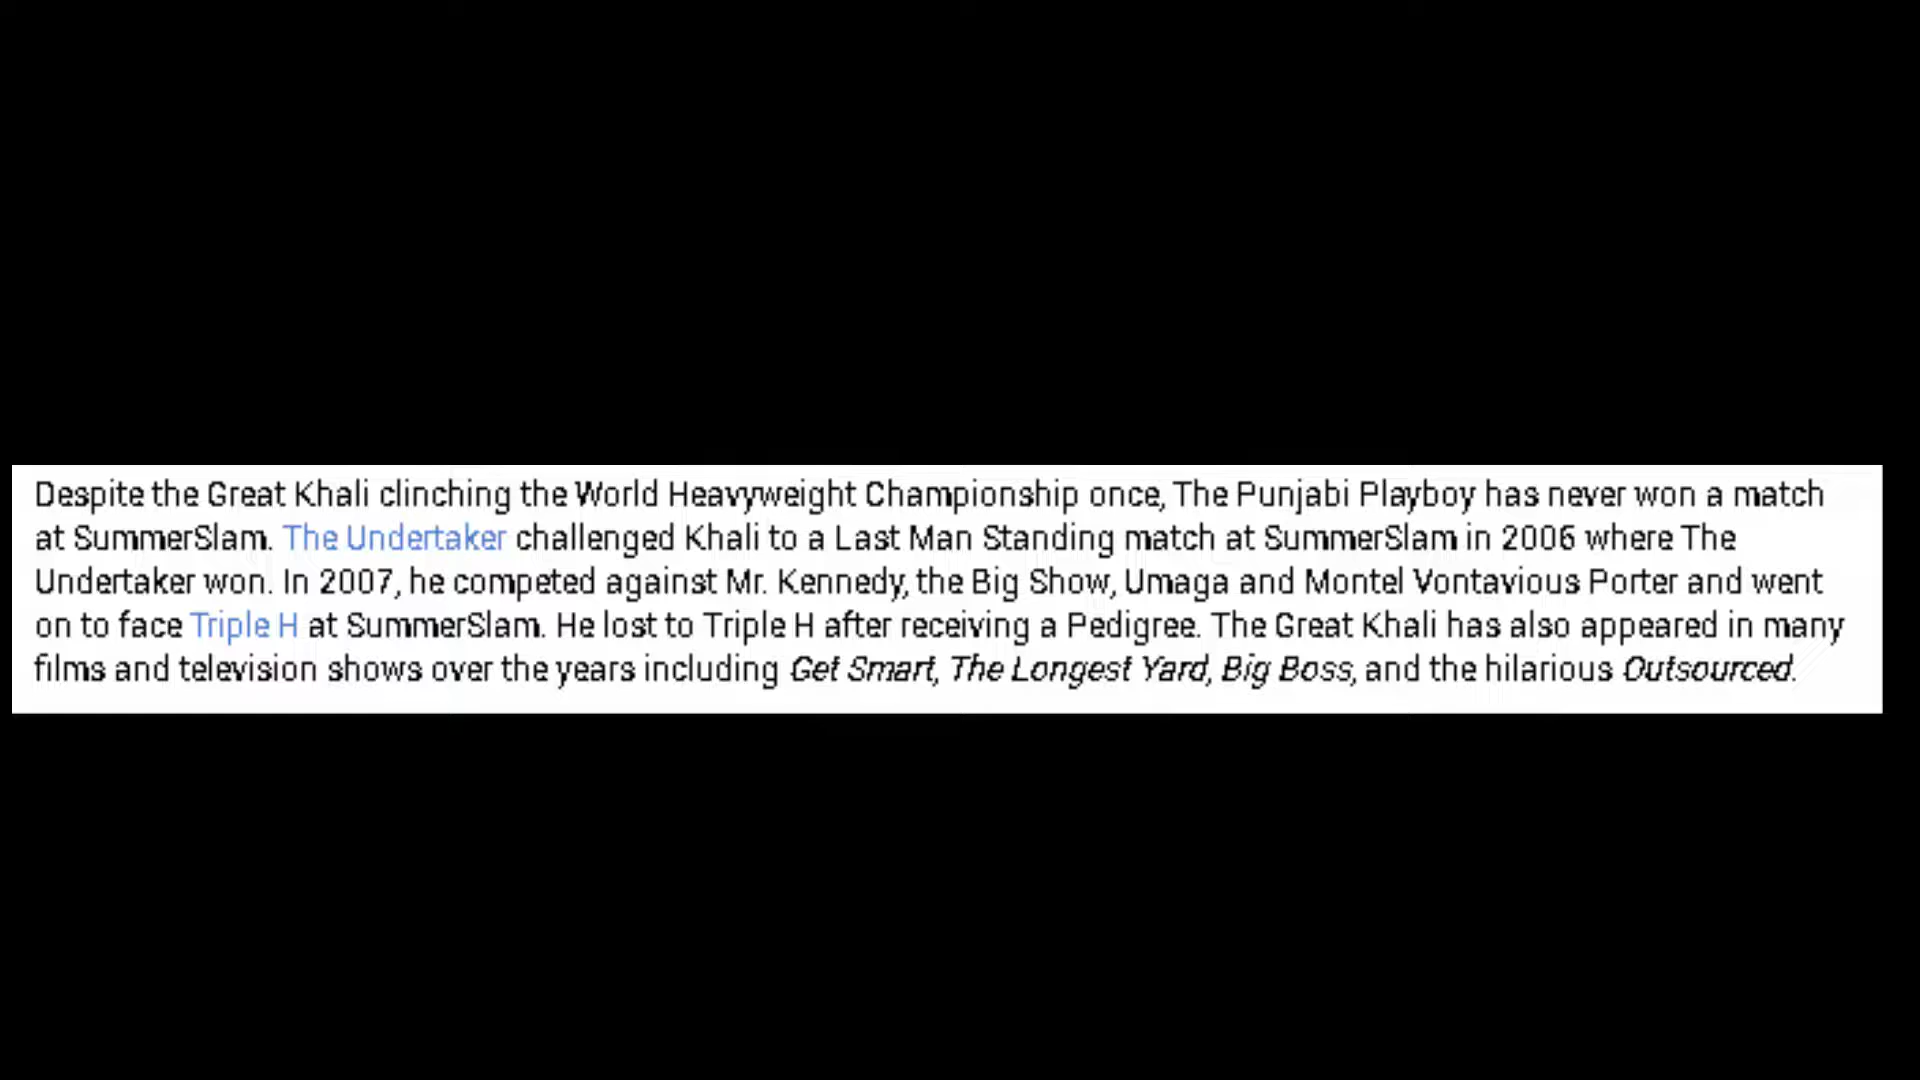 Despite the Great Khali clinching the World Heavyweight Championship once, The Punjabi Playboy has never won a match
at SummerSlam. The Undertaker challenged Khali to a Last Man Standing match at SummerSlam in 2006 where The
Undertaker won. In 2007, he competed against Mr. Kennedy, the Big Show, Umaga and Montel Vontavious Porter and went
on to face Triple H at SummerSlam. He lost to Triple H after receiving a Pedigree. The Great Khali has also appeared in many
films and television shows over the years including Get Smart, The Longest Yard, Big Boss, and the hilarious Outsourced.